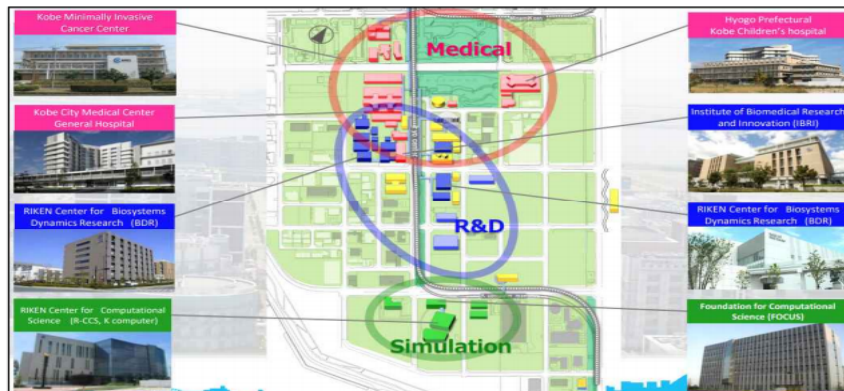 Kobe Minimally Invasive
Cancer Center
Kobe City Medical Center
General Hospital
RIKEN Center for Biosystems
Dynamics Research (BDR)
RIKEN Center for Computational
Science (R-CCS, K computer)
Medical
R&D
Simulation
Hyogo Prefectural
Kobe Children's hospital
Institute of Biomedical Research
and Innovation (IBRI)
RIKEN Center for Biosystems
Dynamics Research (BDR)
Foundation for Computational
Science (FOCUS)